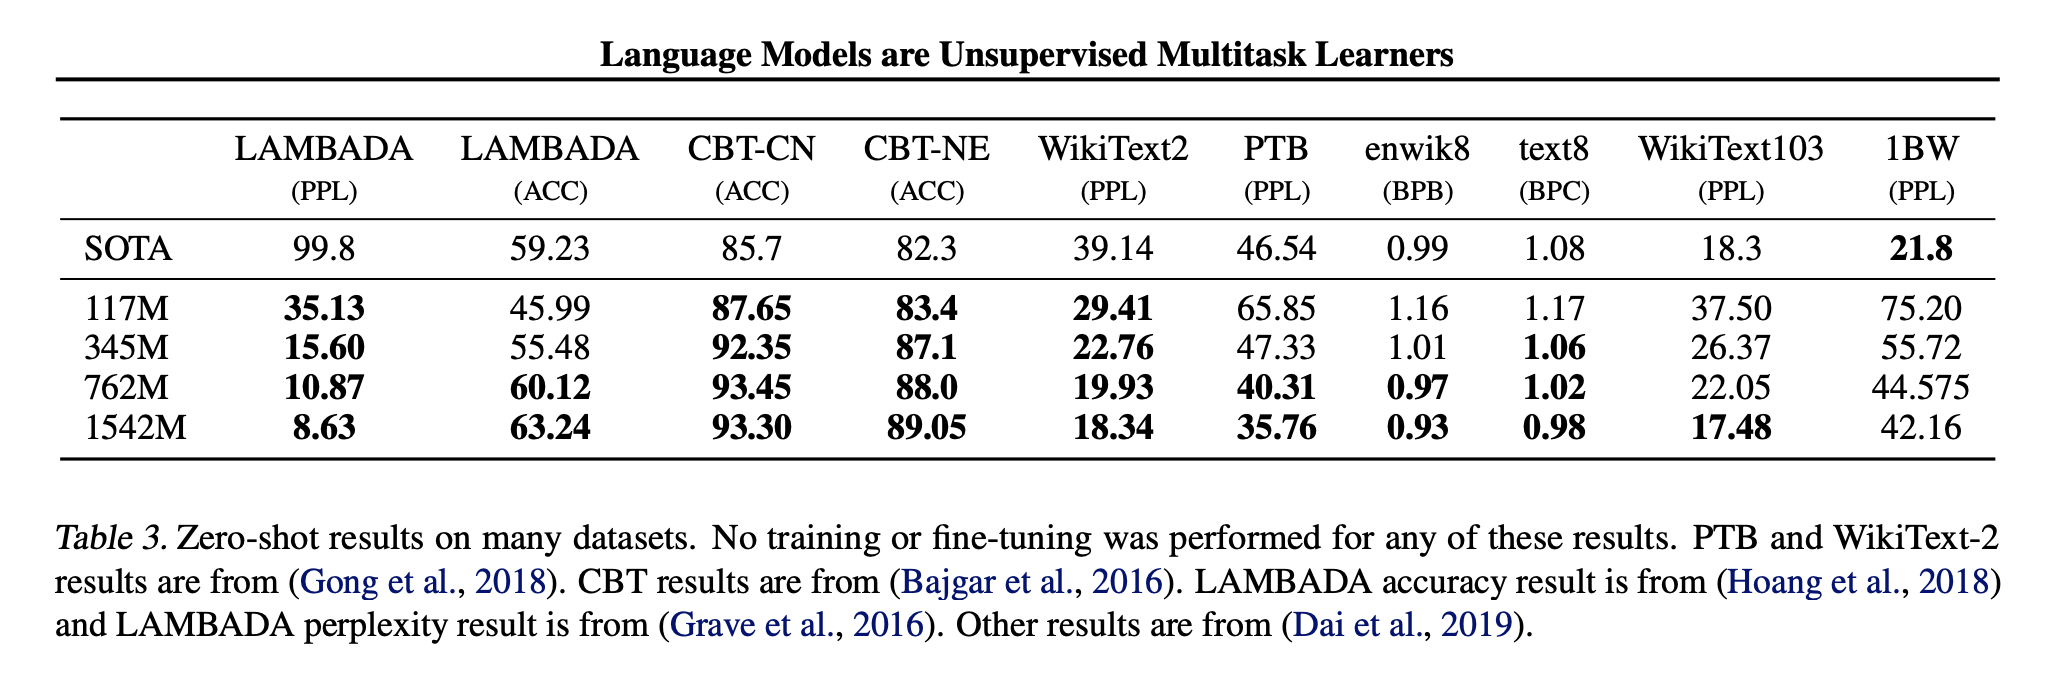 Language Models are Unsupervised Multitask Learners
LAMBADA LAMBADA CBT-CN CBT-NE WikiText2 PTB enwik8 text8 WikiText103 1BW
(PPL) (ACC) (ACC) (ACC) (PPL) (PPL) (BPB) (BPC) (PPL) (PPL)
SOTA 99.8 59.23 85.7 82.3 39.14 46.54 0.99 1.08 18.3 21.8
117M 35.13 45.99 87.65 83.4 29.41 65.85 1.16 1.17 37.50 75.20
345M 15.60 55.48 92.35 87.1 22.76 47.33 1.01 1.06 26.37 55.72
762M 10.87 60.12 93.45 88.0 19.93 40.31 0.97 1.02 22.05 44.575
1542M 8.63 63.24 93.30 89.05 18.34 35.76 0.93 0.98 17.48 42.16
Table 3. Zero-shot results on many datasets. No training or fine-tuning was performed for any of these results. PTB and WikiText-2
results are from (Gong et al., 2018). CBT results are from (Bajgar et al., 2016). LAMBADA accuracy result is from (Hoang et al., 2018)
and LAMBADA perplexity result is from (Grave et al., 2016). Other results are from (Dai et al., 2019).